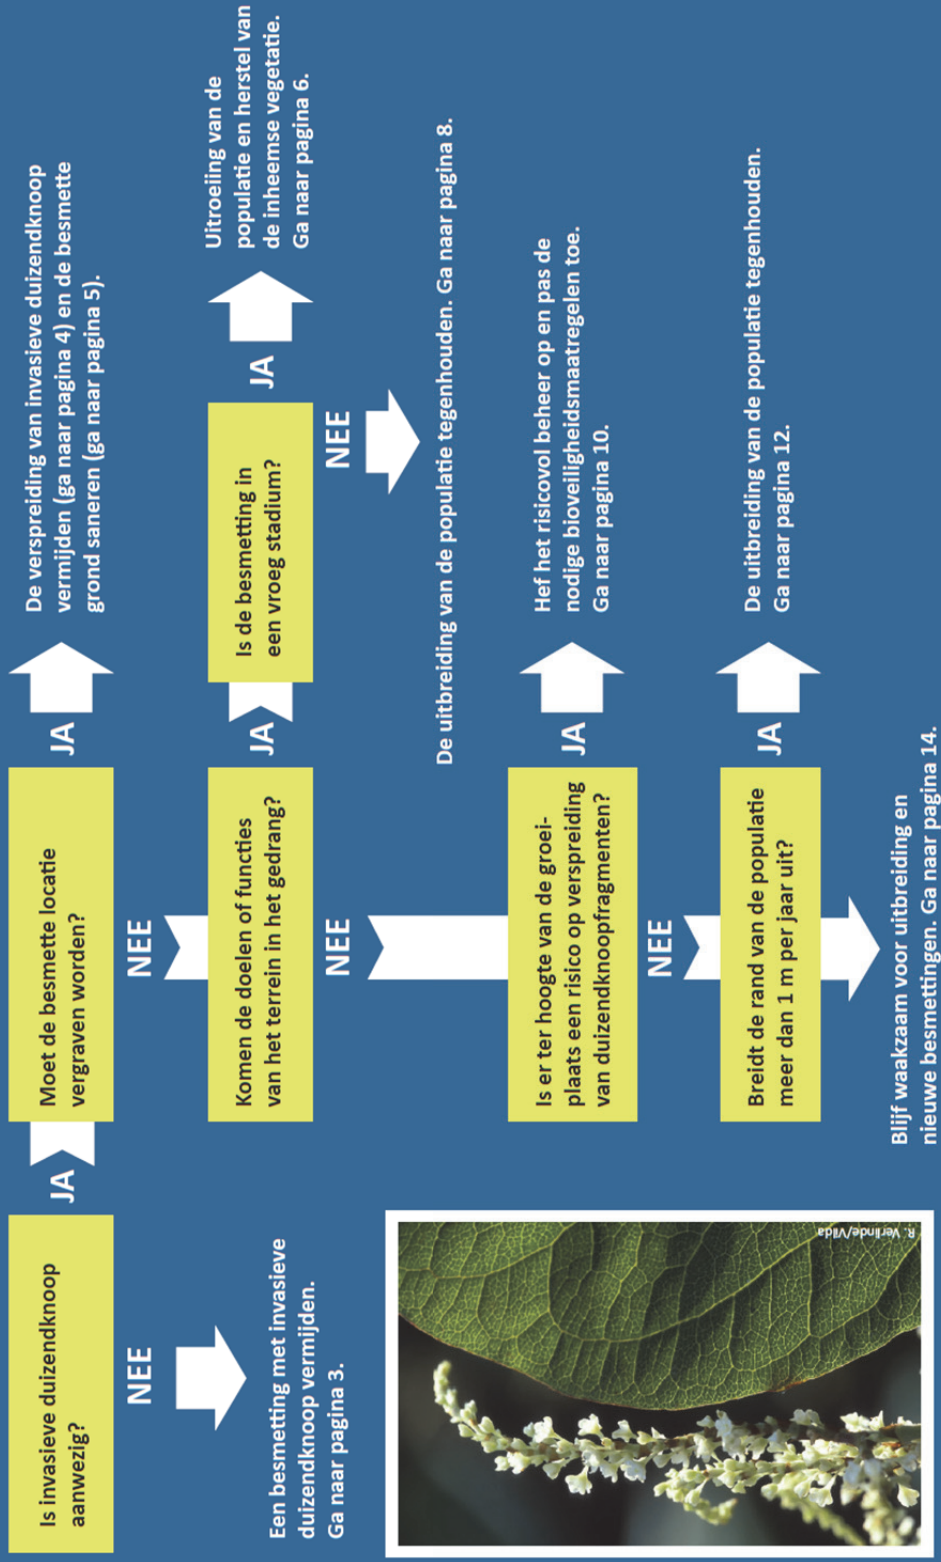 Is invasieve duizendknoop
aanwezig?
JA
NEE
Een besmetting met invasieve
duizendknoop vermijden.
Ga naar pagina 3.
Moet de besmette locatie
vergraven worden?
JA
De verspreiding van invasieve duizendknoop
vermijden (ga naar pagina 4) en de besmette
grond saneren (ga naar pagina 5).
NEE
Komen de doelen of functies
van het terrein in het gedrang?
JA
Is de besmetting in
een vroeg stadium?
JA
Uitroeiing van de
populatie en herstel van
de inheemse vegetatie.
Ga naar pagina 6.
NEE
De uitbreiding van de populatie tegenhouden. Ga naar pagina 8.
NEE
Is er ter hoogte van de groei-
plaats een risico op verspreiding
van duizendknoopfragmenten?
JA
Hef het risicovol beheer op en pas de
nodige bioveiligheidsmaatregelen toe.
Ga naar pagina 10.
NEE
Breidt de rand van de populatie
meer dan 1 m per jaar uit?
JA
De uitbreiding van de populatie tegenhouden.
Ga naar pagina 12.
Blijf waakzaam voor uitbreiding en
nieuwe besmettingen. Ga naar pagina 14.
R. Verlinde/Vilda